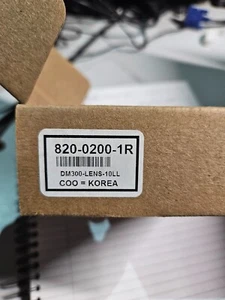 820-0200-1R
DM300-LENS-10LL
COO = KOREA